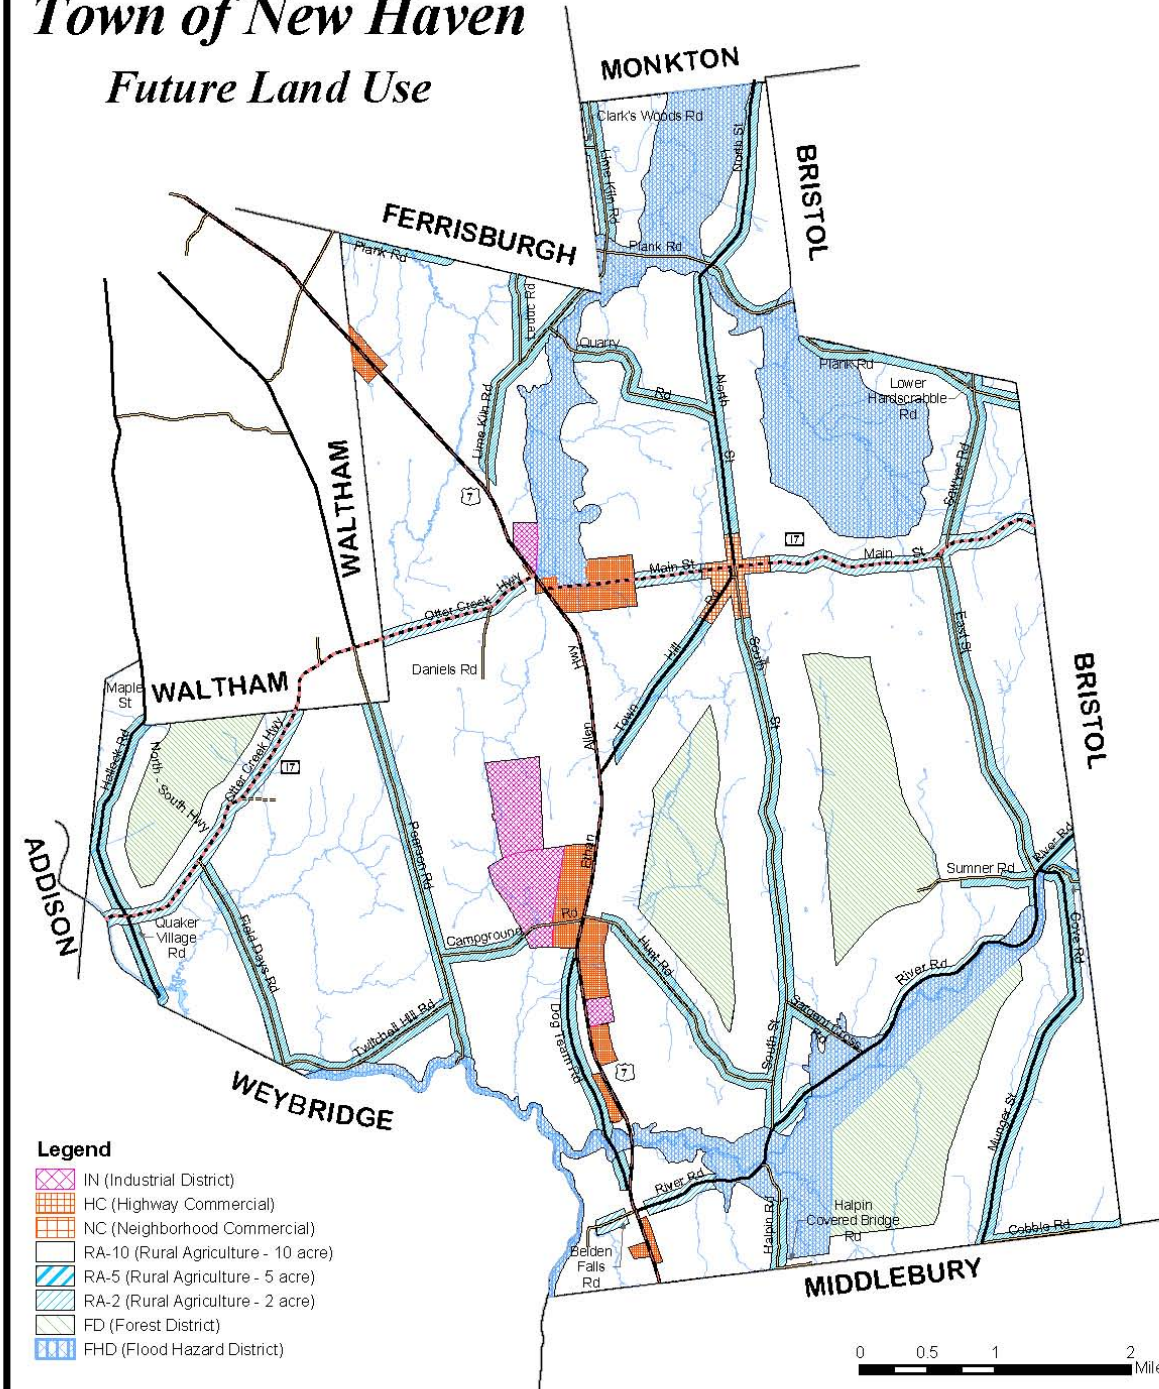 Town of New Haven
Future Land Use
MONKTON
Clark's Woods Rd
North St
Lime Kiln Rd
BRISTOL
FERRISBURGH
Plank Rd
Plank Rd
Leduc Rd
Quarry
Rd
Plank Rd
Lower
Hardscrabble
Rd
North
St
Lime Kiln Rd
Sawyer Rd
WALTHAM
7
17
Main St
Main St
Otter Creek Hwy
Rd
Hill
Town
South
St
East St
Hwy
Allen
Ethan
Daniels Rd
BRISTOL
Maple
St
WALTHAM
Hallock Rd
North - South Hwy
Otter Creek Hwy
17
Pearson Rd
River Rd
Sumner Rd
ADDISON
Quaker
Village
Rd
Field Days Rd
Campground
Rd
Hunt Rd
River Rd
Cove Rd
Twitchell Hill Rd
Dog Team Rd
South St
Sargent Cross
Rd
7
WEYBRIDGE
Munger St
River Rd
Halpin Rd
Halpin
Covered Bridge
Rd
Cobble Rd
Belden
Falls
Rd
MIDDLEBURY
Legend
IN (Industrial District)
HC (Highway Commercial)
NC (Neighborhood Commercial)
RA-10 (Rural Agriculture - 10 acre)
RA-5 (Rural Agriculture - 5 acre)
RA-2 (Rural Agriculture - 2 acre)
FD (Forest District)
FHD (Flood Hazard District)
0 0.5 1 2
Mile